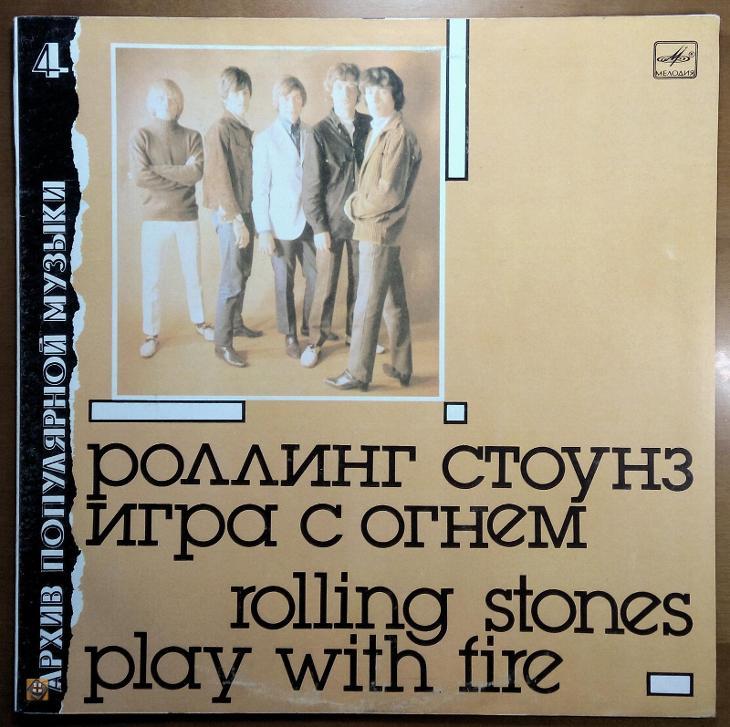 4
АРХИВ ПОПУЛЯРНОЙ МУЗЫКИ
МЕЛОДИЯ
РОЛЛИНГ СТОУНЗ
ИГРА С ОГНЕМ
rolling stones
play with fire